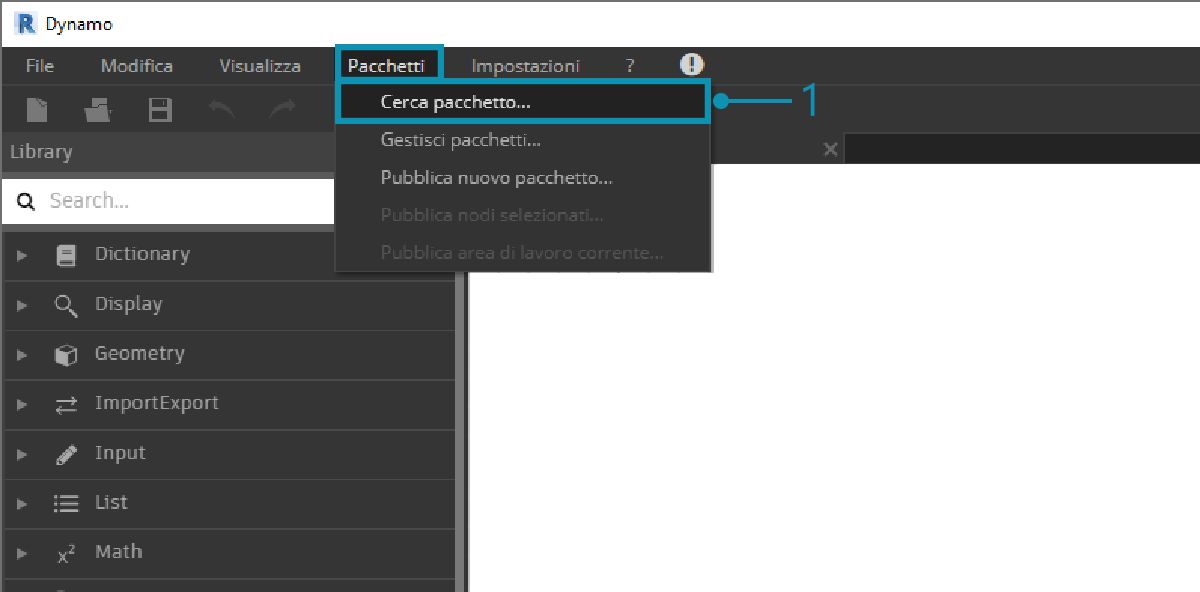 R Dynamo
File Modifica Visualizza Pacchetti Impostazioni ?
Cerca pacchetto... 1
Gestisci pacchetti...
Library
Pubblica nuovo pacchetto...
Search...
Pubblica nodi selezionati...
Pubblica area di lavoro corrente...
Dictionary
Display
Geometry
ImportExport
Input
List
x² Math